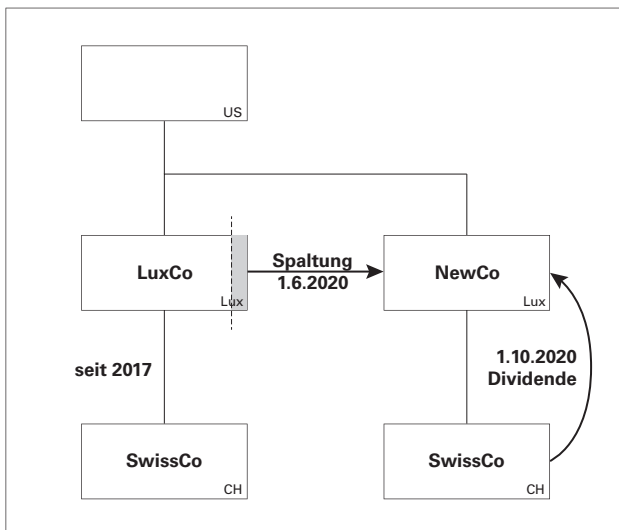 US
LuxCo
Lux
Spaltung
1.6.2020
NewCo
Lux
seit 2017
1.10.2020
Dividende
SwissCo
CH
SwissCo
CH